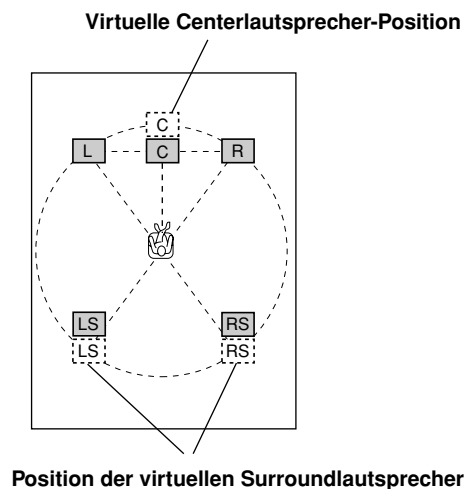 Virtuelle Centerlautsprecher-Position
C
L C R
LS RS
LS RS
Position der virtuellen Surroundlautsprecher